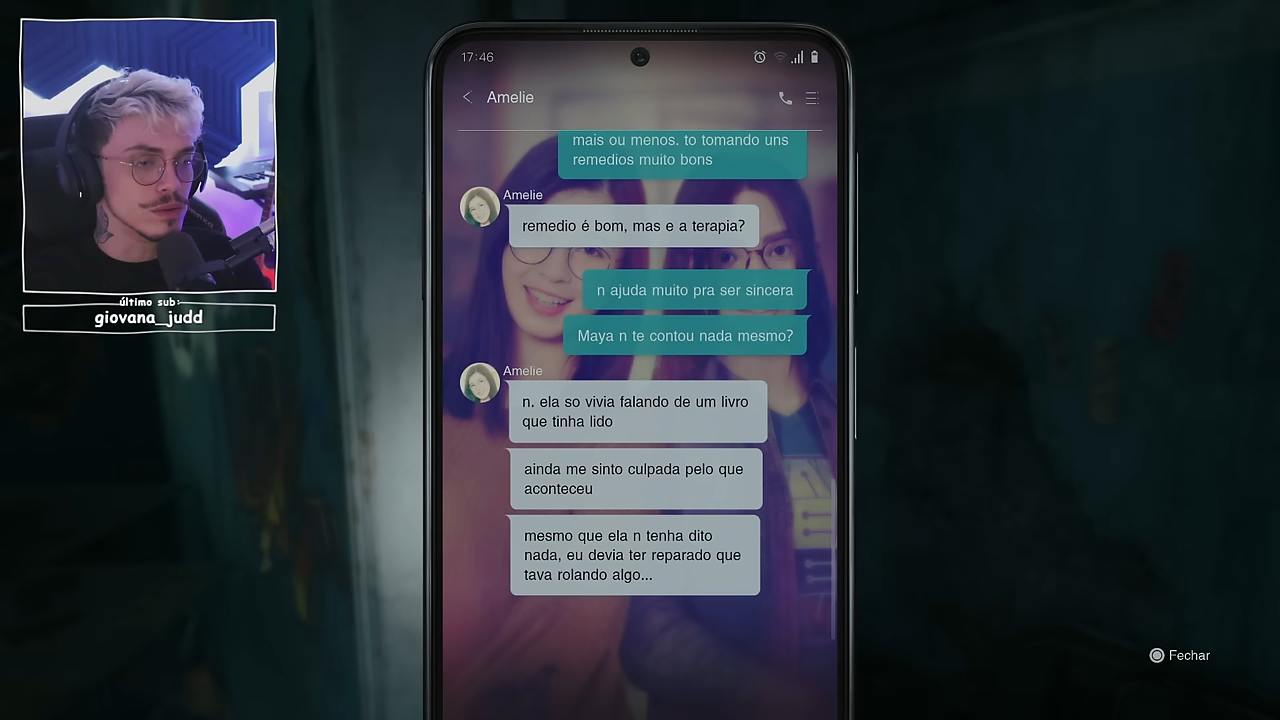 17:46
Amelie
mais ou menos. to tomando uns
remedios muito bons
Amelie
remedio é bom, mas e a terapia?
n ajuda muito pra ser sincera
Maya n te contou nada mesmo?
Amelie
n. ela so vivia falando de um livro
que tinha lido
ainda me sinto culpada pelo que
aconteceu
mesmo que ela n tenha dito
nada, eu devia ter reparado que
tava rolando algo...
último sub:
giovana_judd
Fechar